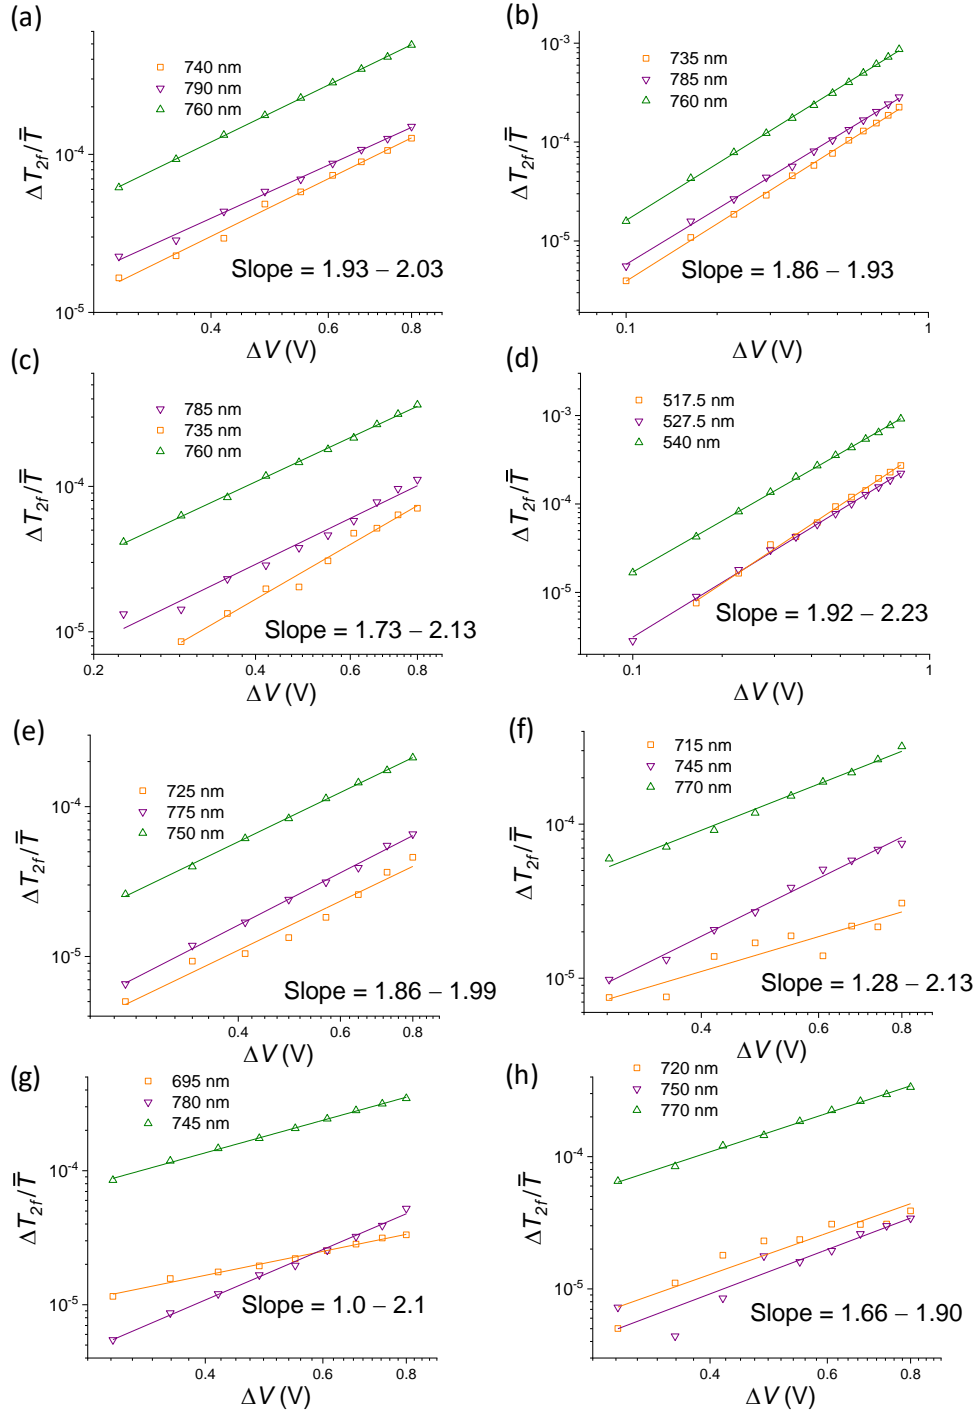 (a)
740 nm
790 nm
760 nm
10⁻⁴
10⁻⁵
ΔT₂f/T̅
Slope = 1.93 – 2.03
0.4 0.6 0.8
ΔV (V)
(b)
735 nm
785 nm
760 nm
10⁻³
10⁻⁴
10⁻⁵
ΔT₂f/T̅
Slope = 1.86 – 1.93
0.1 1
ΔV (V)
(c)
785 nm
735 nm
760 nm
10⁻⁴
10⁻⁵
ΔT₂f/T̅
Slope = 1.73 – 2.13
0.2 0.4 0.6 0.8
ΔV (V)
(d)
517.5 nm
527.5 nm
540 nm
10⁻³
10⁻⁴
10⁻⁵
ΔT₂f/T̅
Slope = 1.92 – 2.23
0.1 1
ΔV (V)
(e)
725 nm
775 nm
750 nm
10⁻⁴
10⁻⁵
ΔT₂f/T̅
Slope = 1.86 – 1.99
0.4 0.6 0.8
ΔV (V)
(f)
715 nm
745 nm
770 nm
10⁻⁴
10⁻⁵
ΔT₂f/T̅
Slope = 1.28 – 2.13
0.4 0.6 0.8
ΔV (V)
(g)
695 nm
780 nm
745 nm
10⁻⁴
10⁻⁵
ΔT₂f/T̅
Slope = 1.0 – 2.1
0.4 0.6 0.8
ΔV (V)
(h)
720 nm
750 nm
770 nm
10⁻⁴
10⁻⁵
ΔT₂f/T̅
Slope = 1.66 – 1.90
0.4 0.6 0.8
ΔV (V)